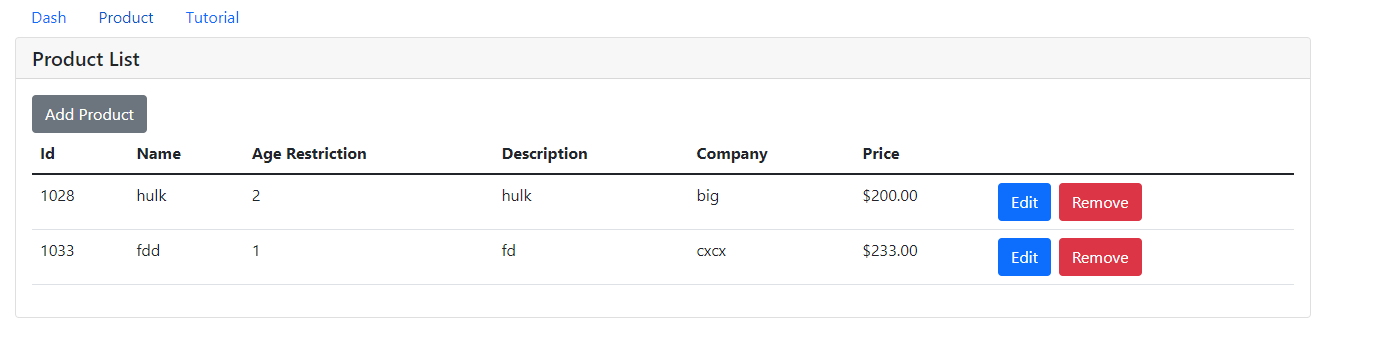 Dash Product Tutorial
Product List
Add Product
Id Name Age Restriction Description Company Price
1028 hulk 2 hulk big $200.00 Edit Remove
1033 fdd 1 fd cxcx $233.00 Edit Remove